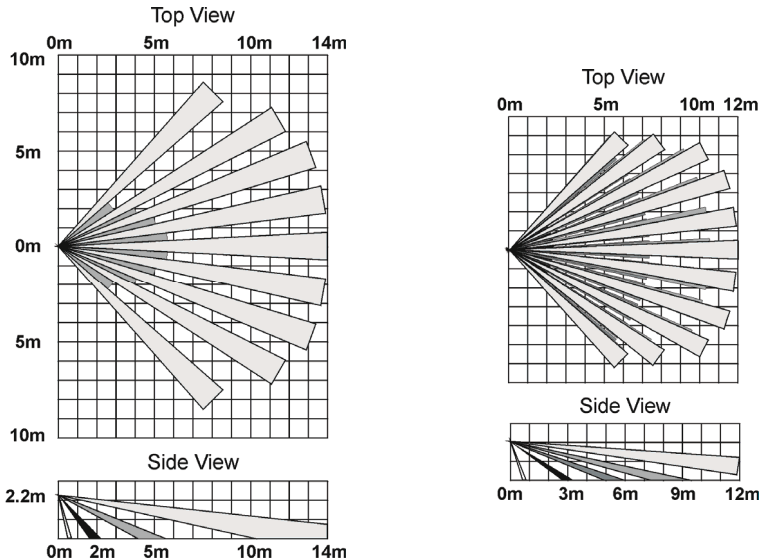 Top View
0m 5m 10m 14m
10m
5m
0m
5m
10m
Side View
2.2m
0m 2m 5m 10m 14m
Top View
0m 5m 10m 12m
Side View
0m 3m 6m 9m 12m